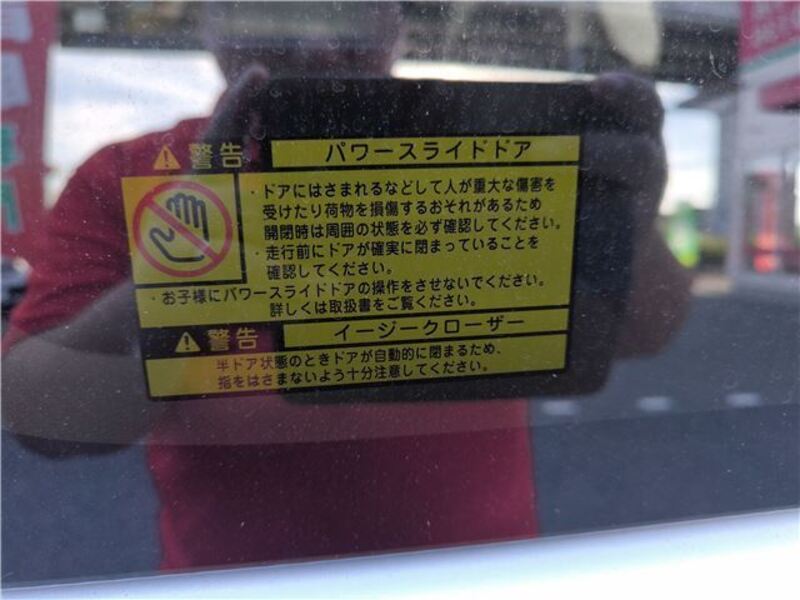 警告 パワースライドドア
・ドアにはさまれるなどして人が重大な傷害を
受けたり荷物を損傷するおそれがあるため
開閉時は周囲の状態を必ず確認してください。
・走行前にドアが確実に閉まっていることを
確認してください。
・お子様にパワースライドドアの操作をさせないでください。
詳しくは取扱書をご覧ください。
警告 イージークローザー
半ドア状態のときドアが自動的に閉まるため、
指をはさまないよう十分注意してください。